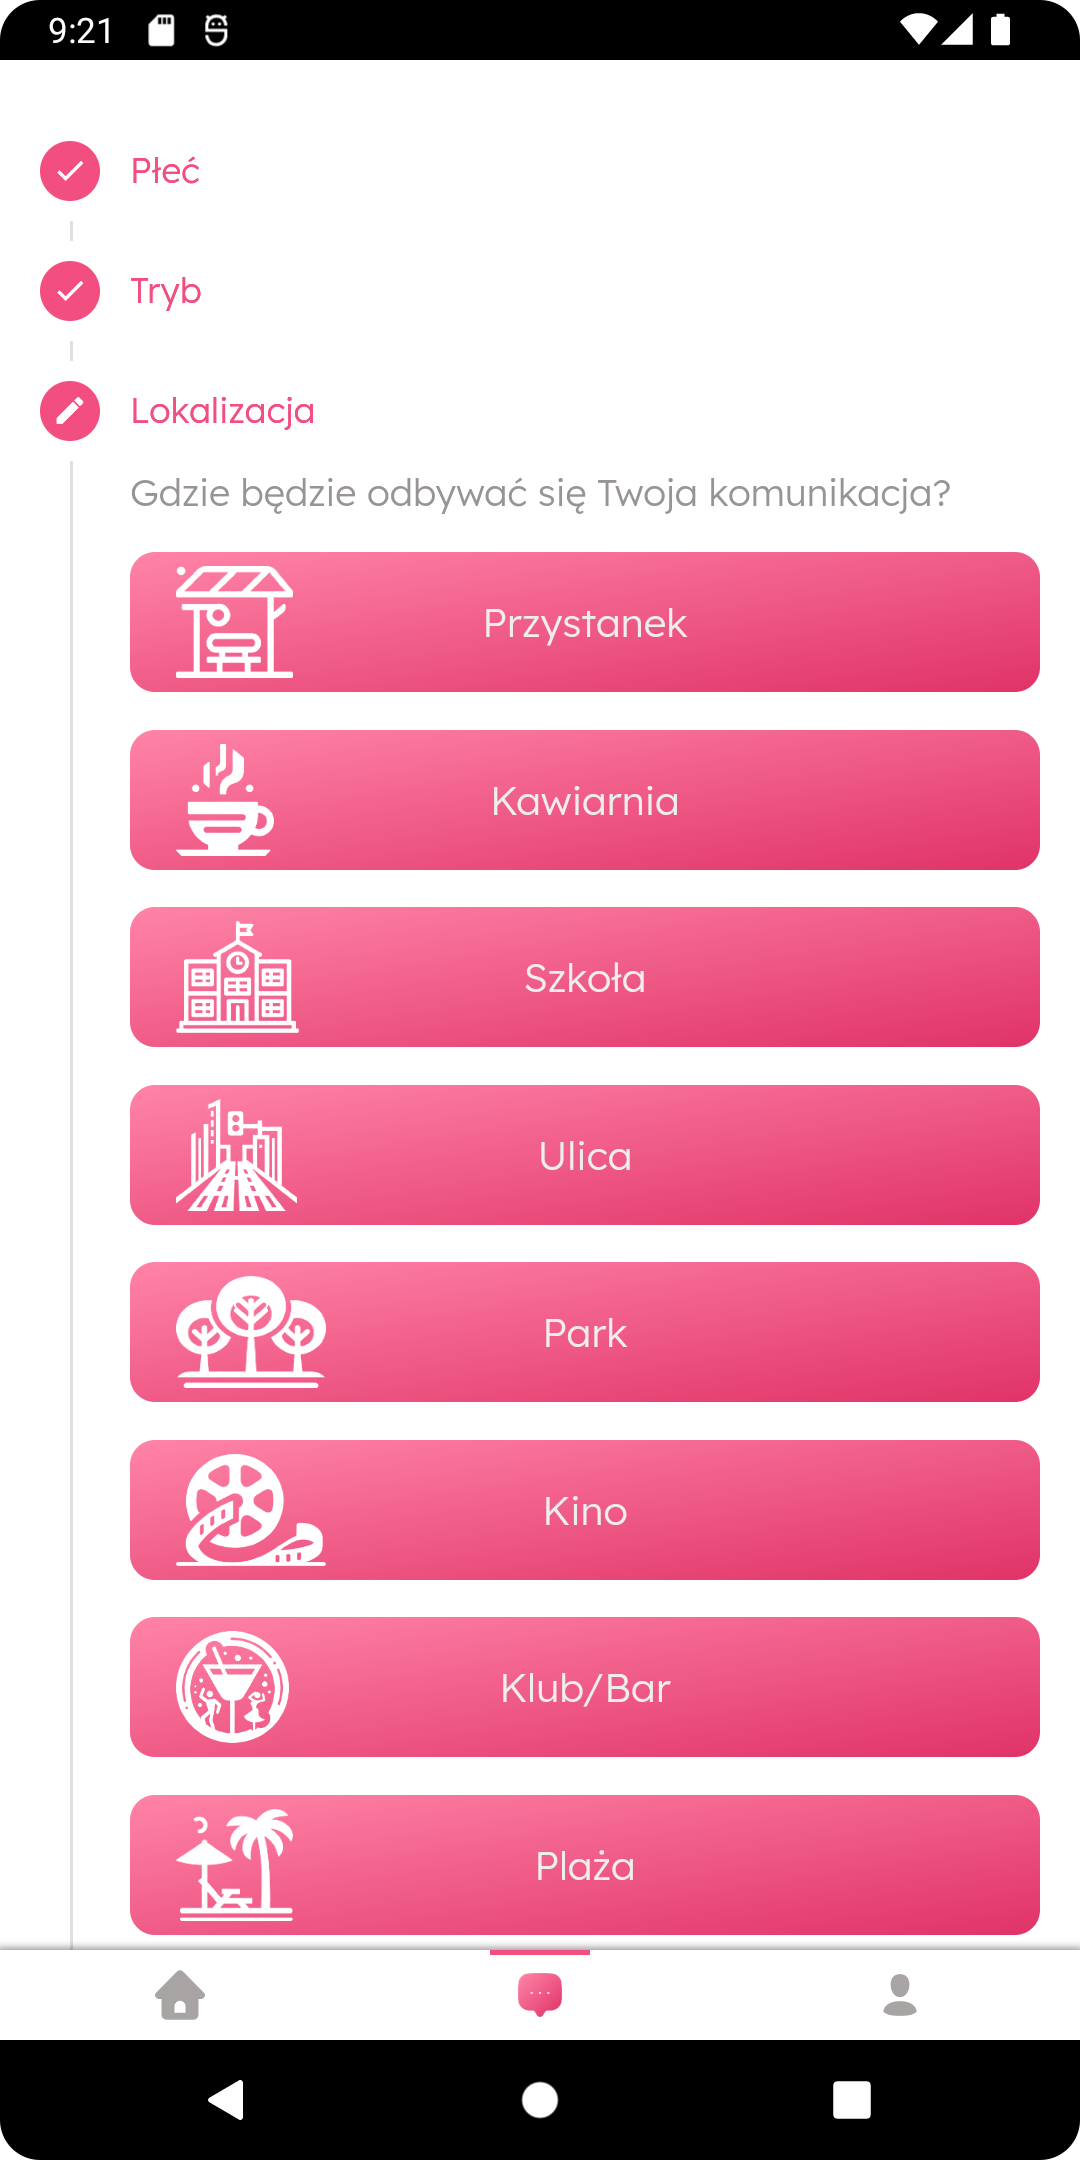 9:21
Płeć
Tryb
Lokalizacja
Gdzie będzie odbywać się Twoja komunikacja?
Przystanek
Kawiarnia
Szkoła
Ulica
Park
Kino
Klub/Bar
Plaża